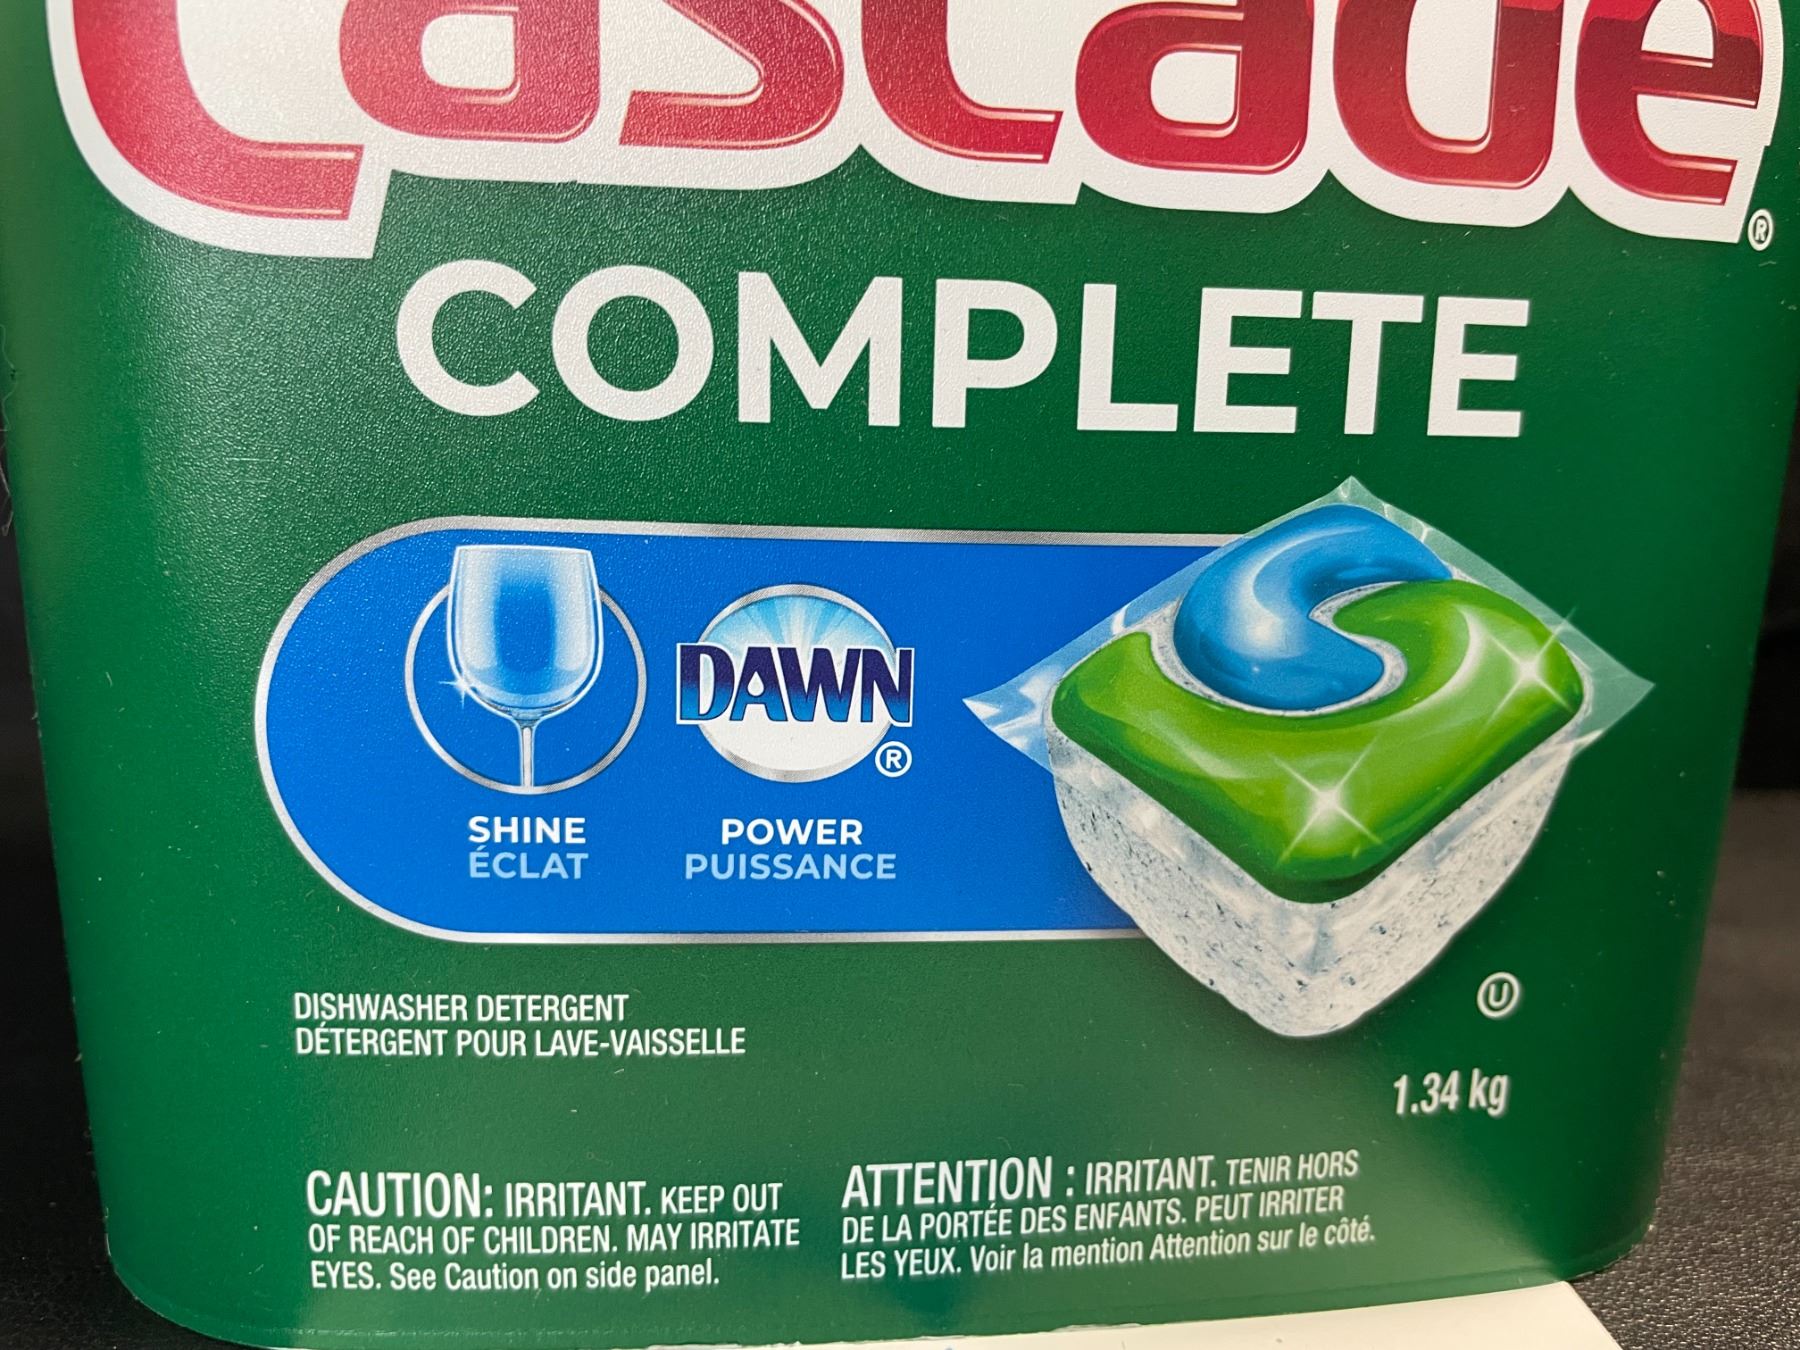 Cascade®
COMPLETE
DAWN
®
SHINE
ÉCLAT
POWER
PUISSANCE
DISHWASHER DETERGENT
DÉTERGENT POUR LAVE-VAISSELLE
U
1.34 kg
CAUTION: IRRITANT. KEEP OUT
OF REACH OF CHILDREN. MAY IRRITATE
EYES. See Caution on side panel.
ATTENTION : IRRITANT. TENIR HORS
DE LA PORTÉE DES ENFANTS. PEUT IRRITER
LES YEUX. Voir la mention Attention sur le côté.